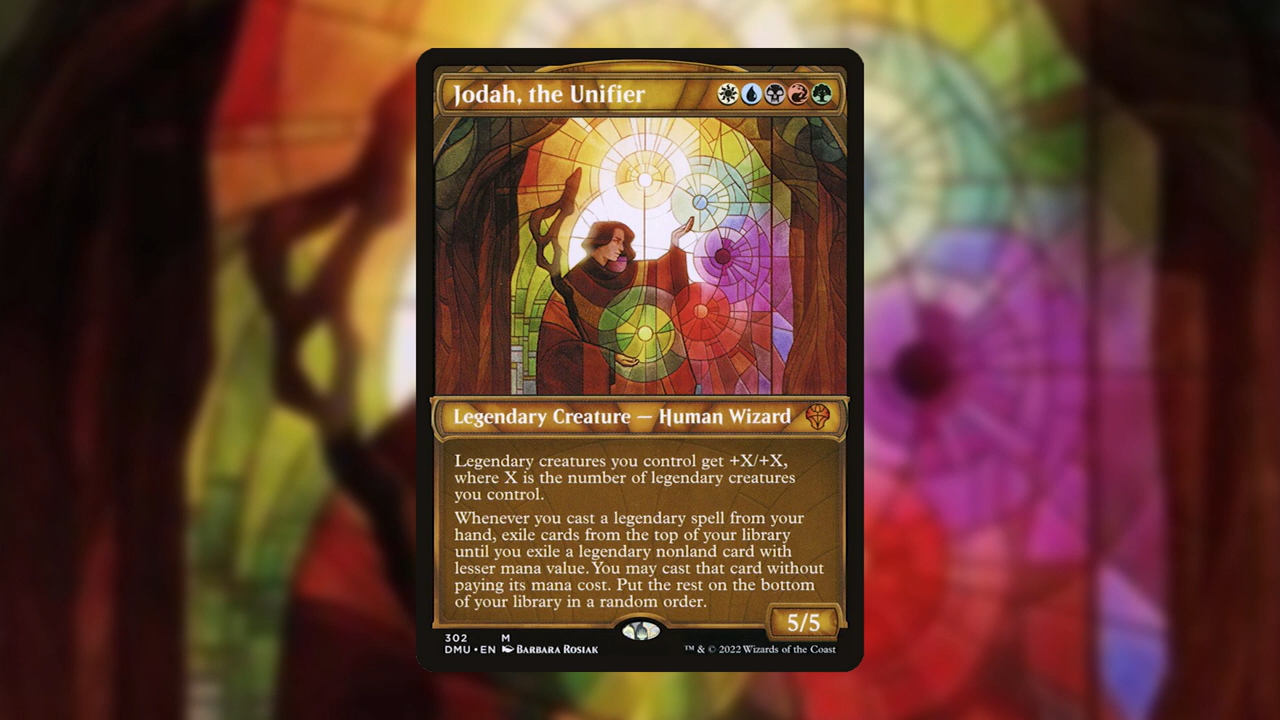 Jodah, the Unifier
Legendary Creature — Human Wizard
Legendary creatures you control get +X/+X,
where X is the number of legendary creatures
you control.
Whenever you cast a legendary spell from your
hand, exile cards from the top of your library
until you exile a legendary nonland card with
lesser mana value. You may cast that card without
paying its mana cost. Put the rest on the bottom
of your library in a random order.
5/5
302 M
DMU • EN Barbara Rosiak
™ & © 2022 Wizards of the Coast